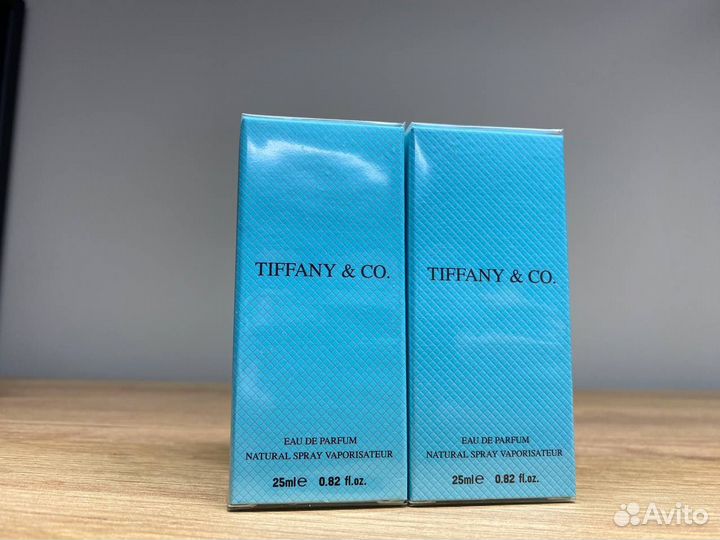 TIFFANY & CO.
EAU DE PARFUM
NATURAL SPRAY VAPORISATEUR
25ml℮ 0.82 fl.oz.
TIFFANY & CO.
EAU DE PARFUM
NATURAL SPRAY VAPORISATEUR
25ml℮ 0.82 fl.oz.
Avito